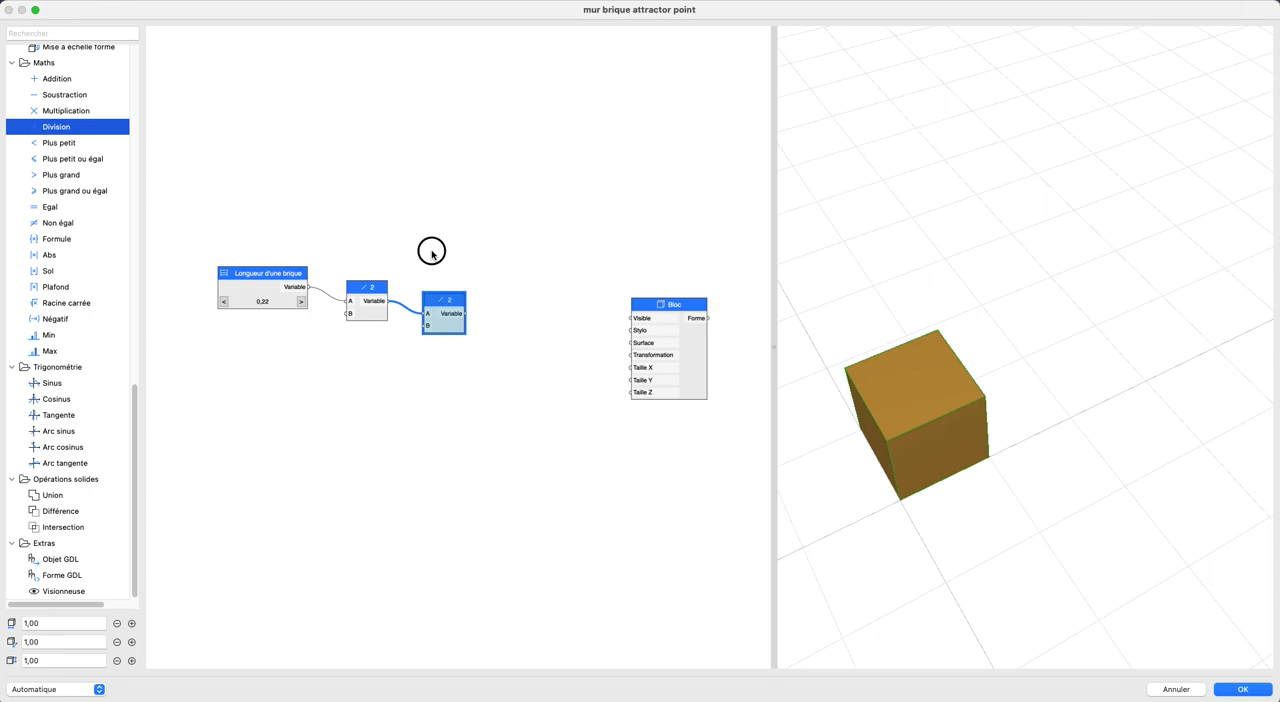 mur brique attractor point
Rechercher
Mise à échelle forme
Maths
Addition
Soustraction
Multiplication
Division
Plus petit
Plus petit ou égal
Plus grand
Plus grand ou égal
Egal
Non égal
Formule
Abs
Sol
Plafond
Racine carrée
Négatif
Min
Max
Trigonométrie
Sinus
Cosinus
Tangente
Arc sinus
Arc cosinus
Arc tangente
Opérations solides
Union
Différence
Intersection
Extras
Objet GDL
Forme GDL
Visionneuse
1,00
1,00
1,00
Automatique
Longueur d'une brique
Variable
< 0,22 >
/ 2
A Variable
B
/ 2
A Variable
B
Bloc
Visible Forme
Stylo
Surface
Transformation
Taille X
Taille Y
Taille Z
Annuler
OK